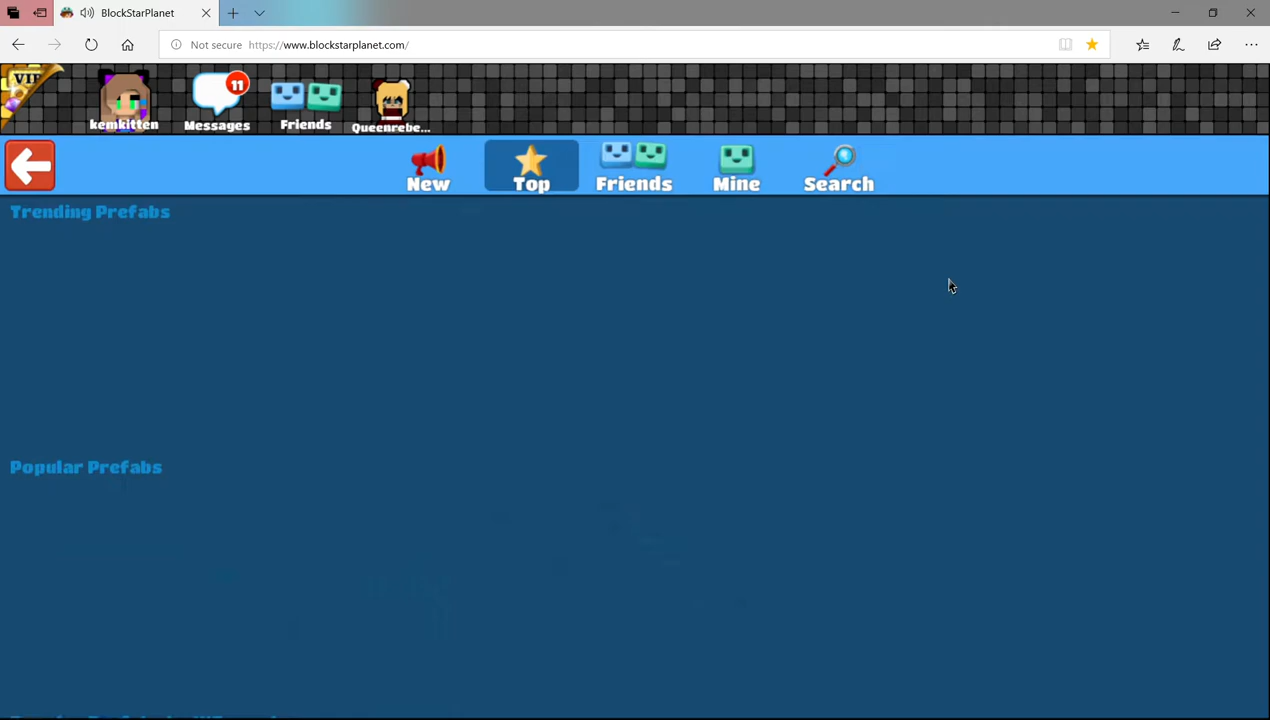 BlockStarPlanet
Not secure https://www.blockstarplanet.com/
VIP
kemkitten
11
Messages
Friends
Queenrebe...
New
Top
Friends
Mine
Search
Trending Prefabs
Popular Prefabs